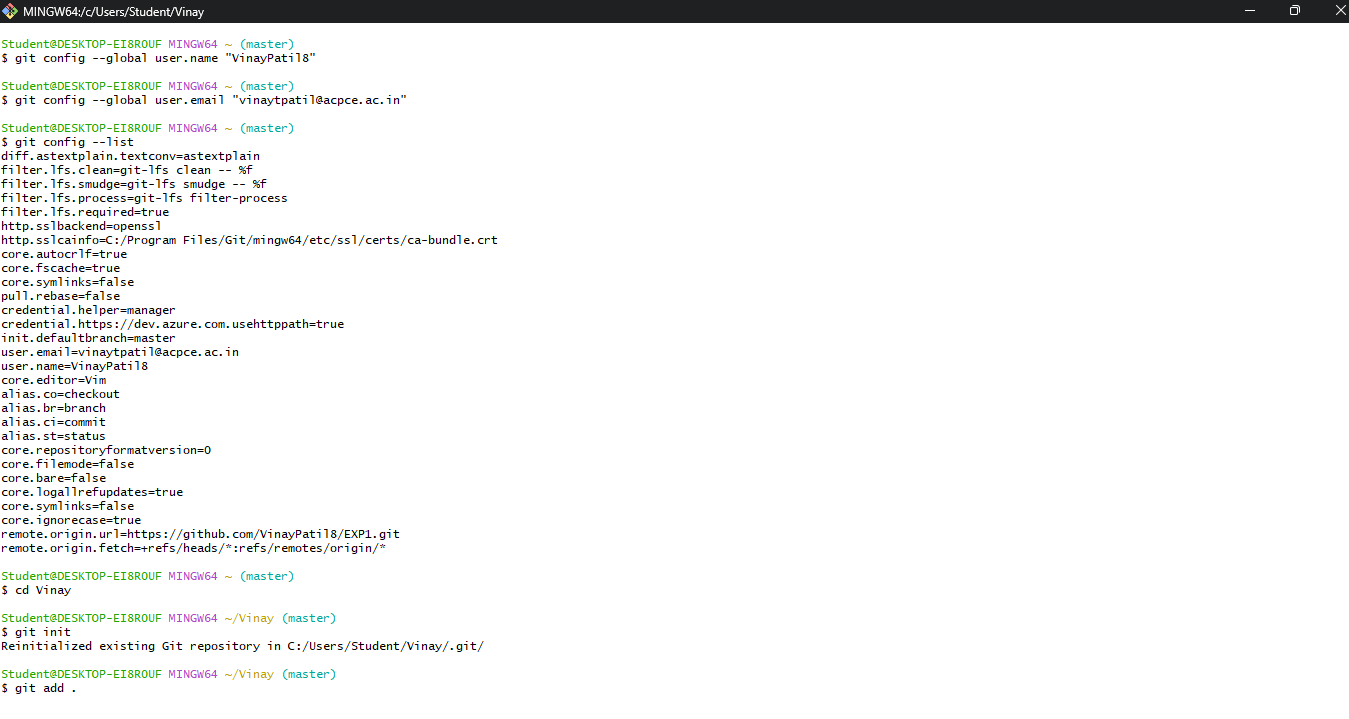 MINGW64:/c/Users/Student/Vinay
Student@DESKTOP-EI8ROUF MINGW64 ~ (master)
$ git config --global user.name "VinayPatil8"
Student@DESKTOP-EI8ROUF MINGW64 ~ (master)
$ git config --global user.email "vinaytpatil@acpce.ac.in"
Student@DESKTOP-EI8ROUF MINGW64 ~ (master)
$ git config --list
diff.astextplain.textconv=astextplain
filter.lfs.clean=git-lfs clean -- %f
filter.lfs.smudge=git-lfs smudge -- %f
filter.lfs.process=git-lfs filter-process
filter.lfs.required=true
http.sslbackend=openssl
http.sslcainfo=C:/Program Files/Git/mingw64/etc/ssl/certs/ca-bundle.crt
core.autocrlf=true
core.fscache=true
core.symlinks=false
pull.rebase=false
credential.helper=manager
credential.https://dev.azure.com.usehttppath=true
init.defaultbranch=master
user.email=vinaytpatil@acpce.ac.in
user.name=VinayPatil8
core.editor=Vim
alias.co=checkout
alias.br=branch
alias.ci=commit
alias.st=status
core.repositoryformatversion=0
core.filemode=false
core.bare=false
core.logallrefupdates=true
core.symlinks=false
core.ignorecase=true
remote.origin.url=https://github.com/VinayPatil8/EXP1.git
remote.origin.fetch=+refs/heads/*:refs/remotes/origin/*
Student@DESKTOP-EI8ROUF MINGW64 ~ (master)
$ cd Vinay
Student@DESKTOP-EI8ROUF MINGW64 ~/Vinay (master)
$ git init
Reinitialized existing Git repository in C:/Users/Student/Vinay/.git/
Student@DESKTOP-EI8ROUF MINGW64 ~/Vinay (master)
$ git add .